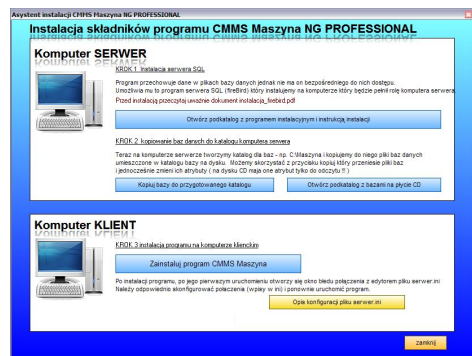 Asystent instalacji CMMS Maszyna NG PROFESSIONAL
Instalacja składników programu CMMS Maszyna NG PROFESSIONAL
Komputer SERWER
KROK 1 Instalacja serwera SQL
Program przechowuje dane w plikach bazy danych jednak nie ma on bezpośredniego do nich dostępu.
Umożliwia mu to program serwera SQL (fireBird) który instalujemy na komputerze który będzie pełnił rolę komputera serwera
Przed instalacją przeczytaj uważnie dokument instalacja_firebird.pdf
Otwórz podkatalog z programem instalacyjnym i instrukcją instalacji
KROK 2 kopiowanie baz danych do katalogu komputera serwera
Teraz na komputerze serwerze tworzymy katalog dla baz - np. C:\Maszyna i kopiujemy do niego pliki baz danych
umieszczone w katalogu bazy na dysku. Możemy skorzystać z przycisku kopiuj który przeniesie pliki baz
i jednocześnie zmieni ich atrybuty ( na dysku CD maja one atrybut tylko do odczytu !! )
Kopiuj bazy do przygotowanego katalogu
Otwórz podkatalog z bazami na płycie CD
Komputer KLIENT
KROK 3 instalacja programu na komputerze klienckim
Zainstaluj program CMMS Maszyna
Po instalacji programu, po jego pierwszym uruchomieniu otworzy się okno błedu połączenia z edytorem pliku serwer.ini
Należy odpowiednio skonfigurować połaczenia (wpisy w ini) i ponownie uruchomić program.
Opis konfiguracji pliku serwer.ini
zamknij